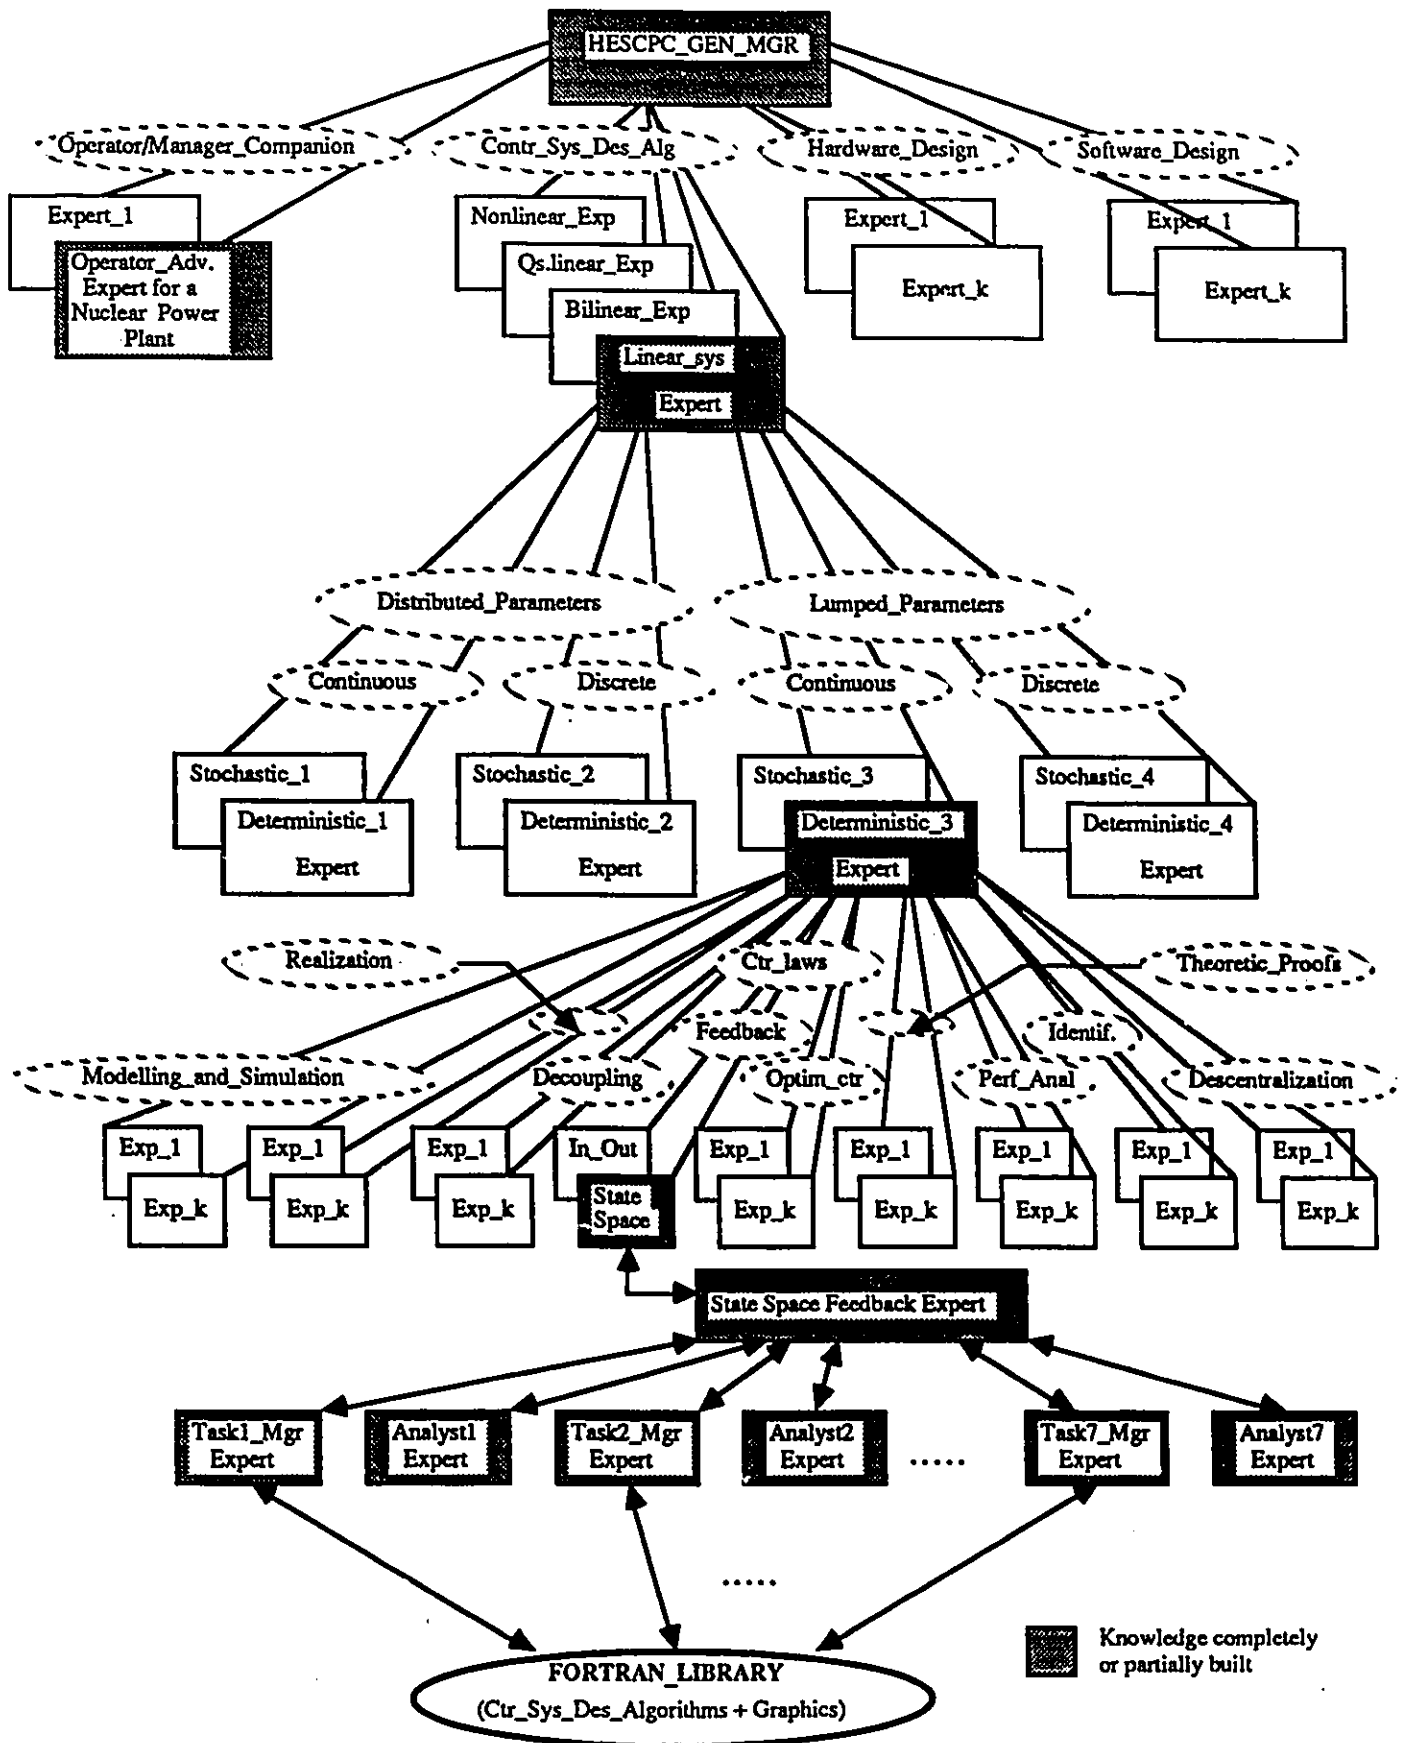 HESCPC_GEN_MGR
Operator/Manager_Companion
Contr_Sys_Des_Alg
Hardware_Design
Software_Design
Expert_1
Operator_Adv.
Expert for a
Nuclear Power
Plant
Nonlinear_Exp
Qs.linear_Exp
Bilinear_Exp
Linear_sys
Expert
Expert_1
Expert_k
Expert_1
Expert_k
Distributed_Parameters
Lumped_Parameters
Continuous
Discrete
Continuous
Discrete
Stochastic_1
Deterministic_1
Expert
Stochastic_2
Deterministic_2
Expert
Stochastic_3
Deterministic_3
Expert
Stochastic_4
Deterministic_4
Expert
Realization
Ctr_laws
Theoretic_Proofs
Feedback
Identif.
Modelling_and_Simulation
Decoupling
Optim_ctr
Perf_Anal
Descentralization
Exp_1
Exp_k
Exp_1
Exp_k
Exp_1
Exp_k
In_Out
State
Space
Exp_1
Exp_k
Exp_1
Exp_k
Exp_1
Exp_k
Exp_1
Exp_k
Exp_1
Exp_k
State Space Feedback Expert
Task1_Mgr
Expert
Analyst1
Expert
Task2_Mgr
Expert
Analyst2
Expert
.....
Task7_Mgr
Expert
Analyst7
Expert
.....
FORTRAN_LIBRARY
(Ctr_Sys_Des_Algorithms + Graphics)
Knowledge completely
or partially built